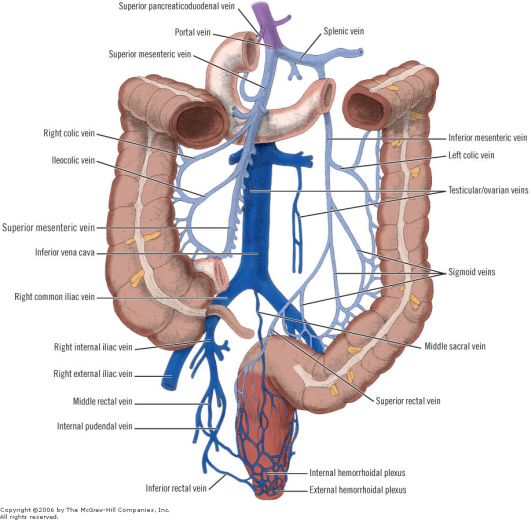 Superior pancreaticoduodenal vein
Portal vein
Splenic vein
Superior mesenteric vein
Right colic vein
Inferior mesenteric vein
Left colic vein
Ileocolic vein
Testicular/ovarian veins
Superior mesenteric vein
Inferior vena cava
Sigmoid veins
Right common iliac vein
Right internal iliac vein
Middle sacral vein
Right external iliac vein
Middle rectal vein
Superior rectal vein
Internal pudendal vein
Internal hemorrhoidal plexus
Inferior rectal vein
External hemorrhoidal plexus
Copyright ©2006 by The McGraw-Hill Companies, Inc.
All rights reserved.